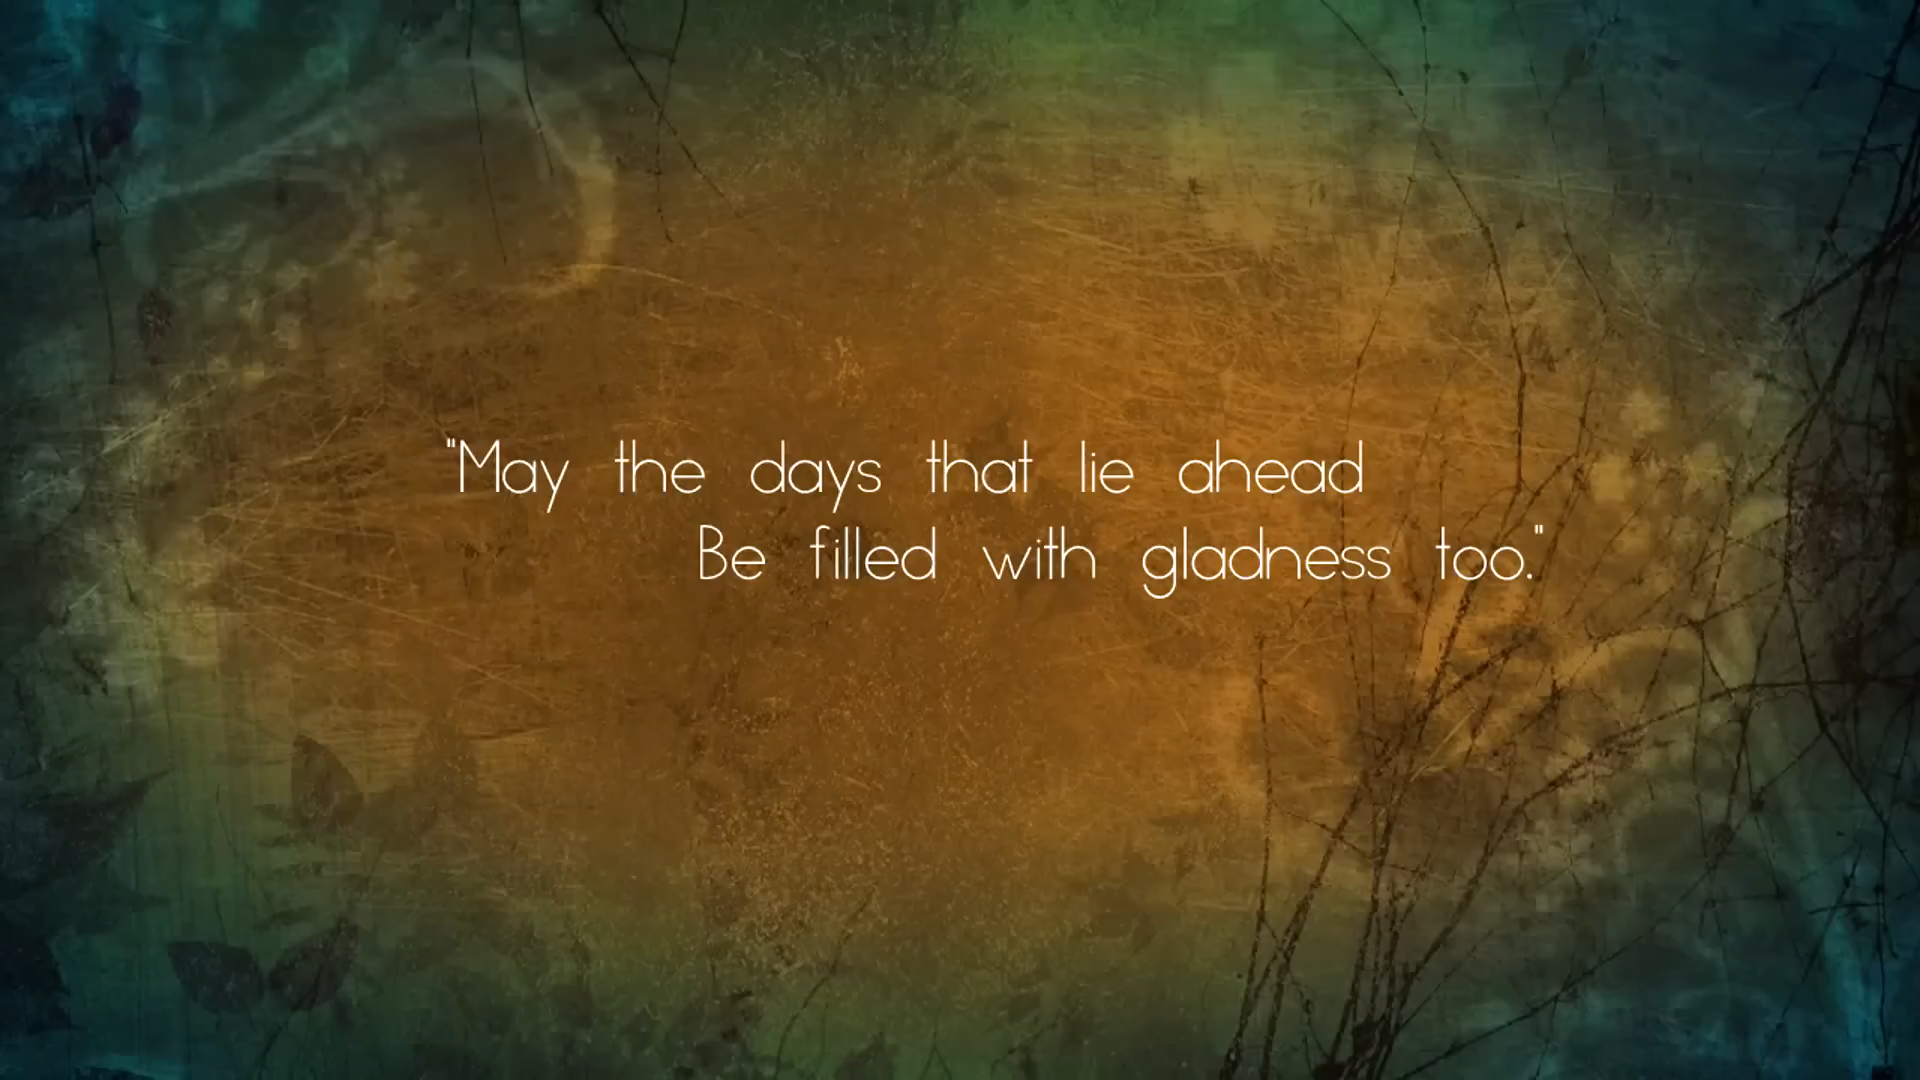 "May the days that lie ahead
Be filled with gladness too."